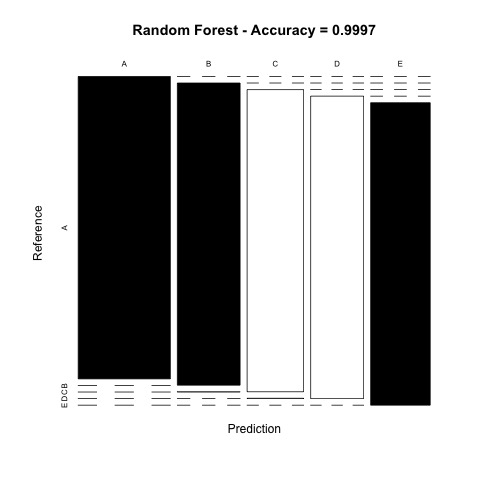 Random Forest - Accuracy = 0.9997
A B C D E
Reference
A
EDCB
Prediction